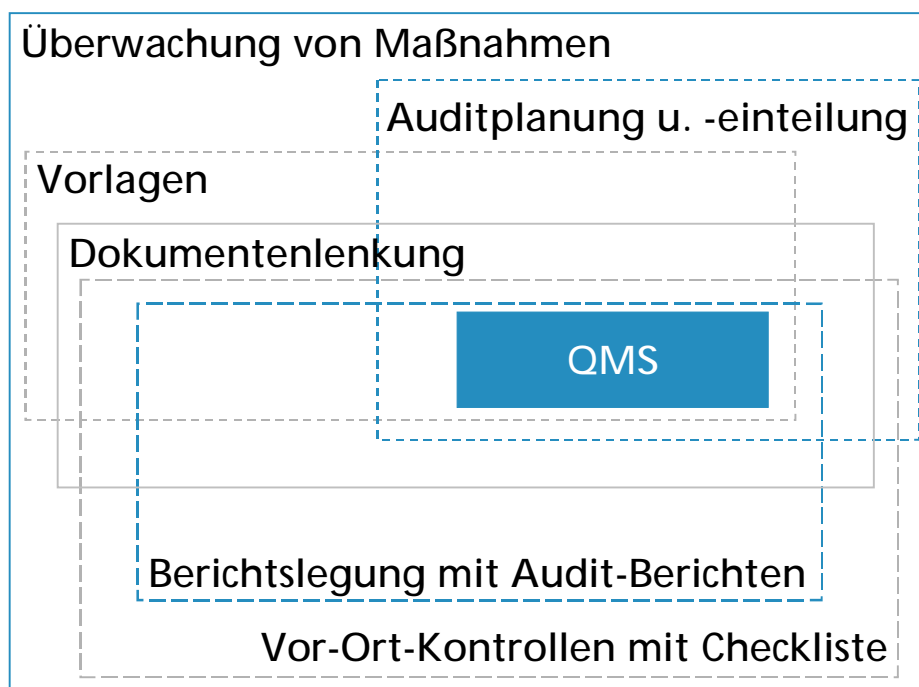 Überwachung von Maßnahmen
Auditplanung u. -einteilung
Vorlagen
Dokumentenlenkung
QMS
Berichtslegung mit Audit-Berichten
Vor-Ort-Kontrollen mit Checkliste